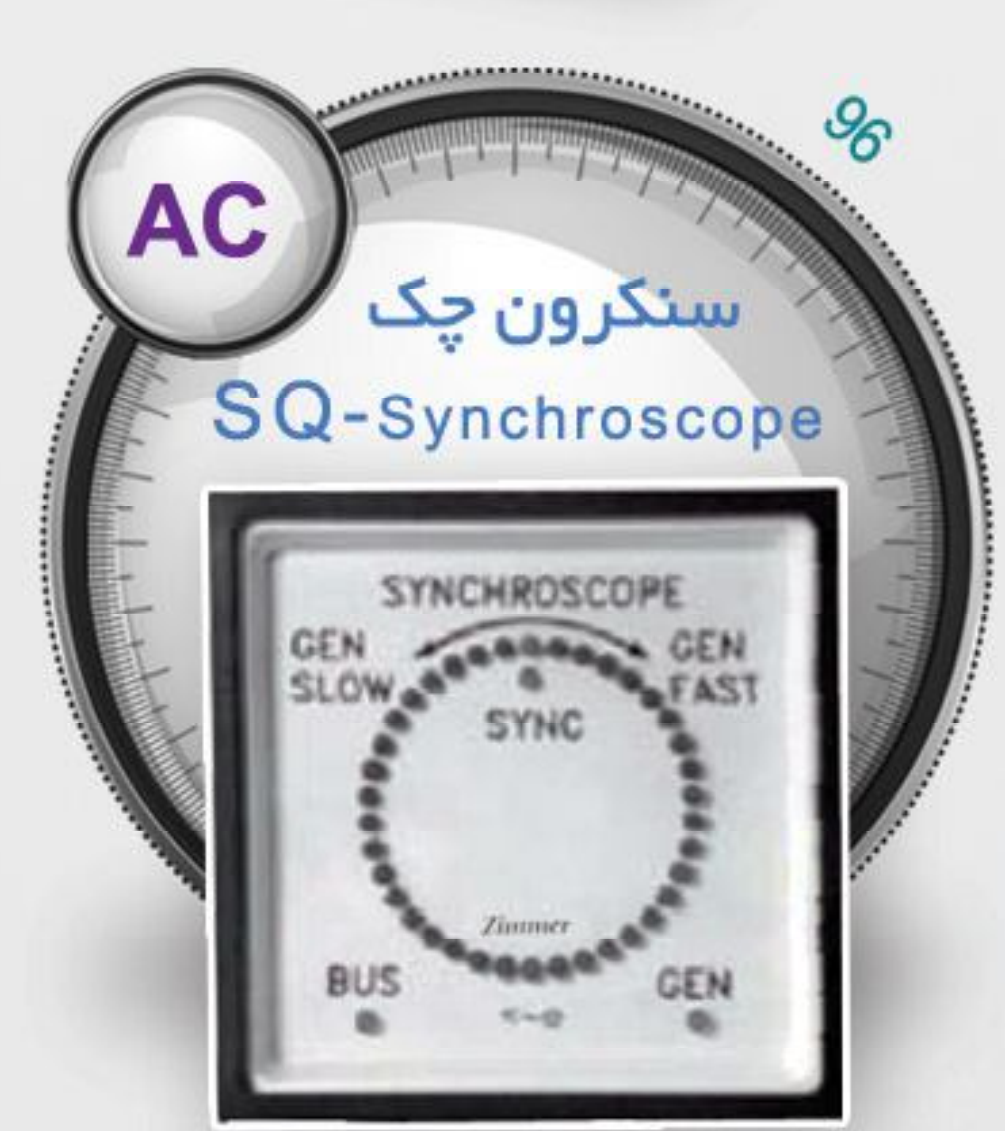 96
AC
سنکرون چک
SQ-Synchroscope
SYNCHROSCOPE
GEN SLOW
GEN FAST
SYNC
Zimmer
BUS
GEN